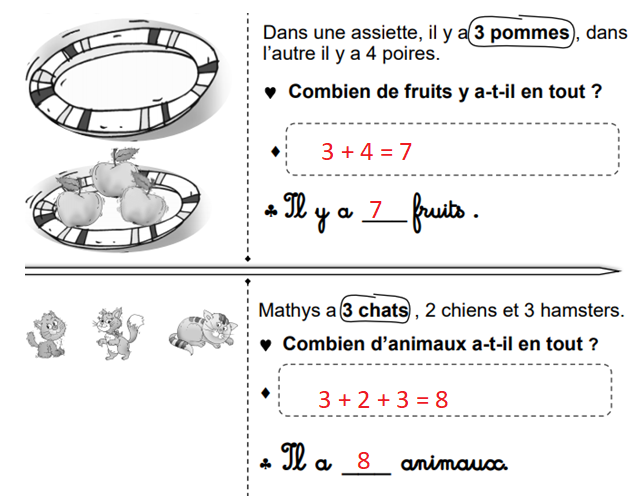 Dans une assiette, il y a 3 pommes, dans
l'autre il y a 4 poires.
♥ Combien de fruits y a-t-il en tout ?
♦ 3 + 4 = 7
♣ Il y a 7 fruits .
Mathys a 3 chats , 2 chiens et 3 hamsters.
♥ Combien d'animaux a-t-il en tout ?
♦ 3 + 2 + 3 = 8
♣ Il a 8 animaux.